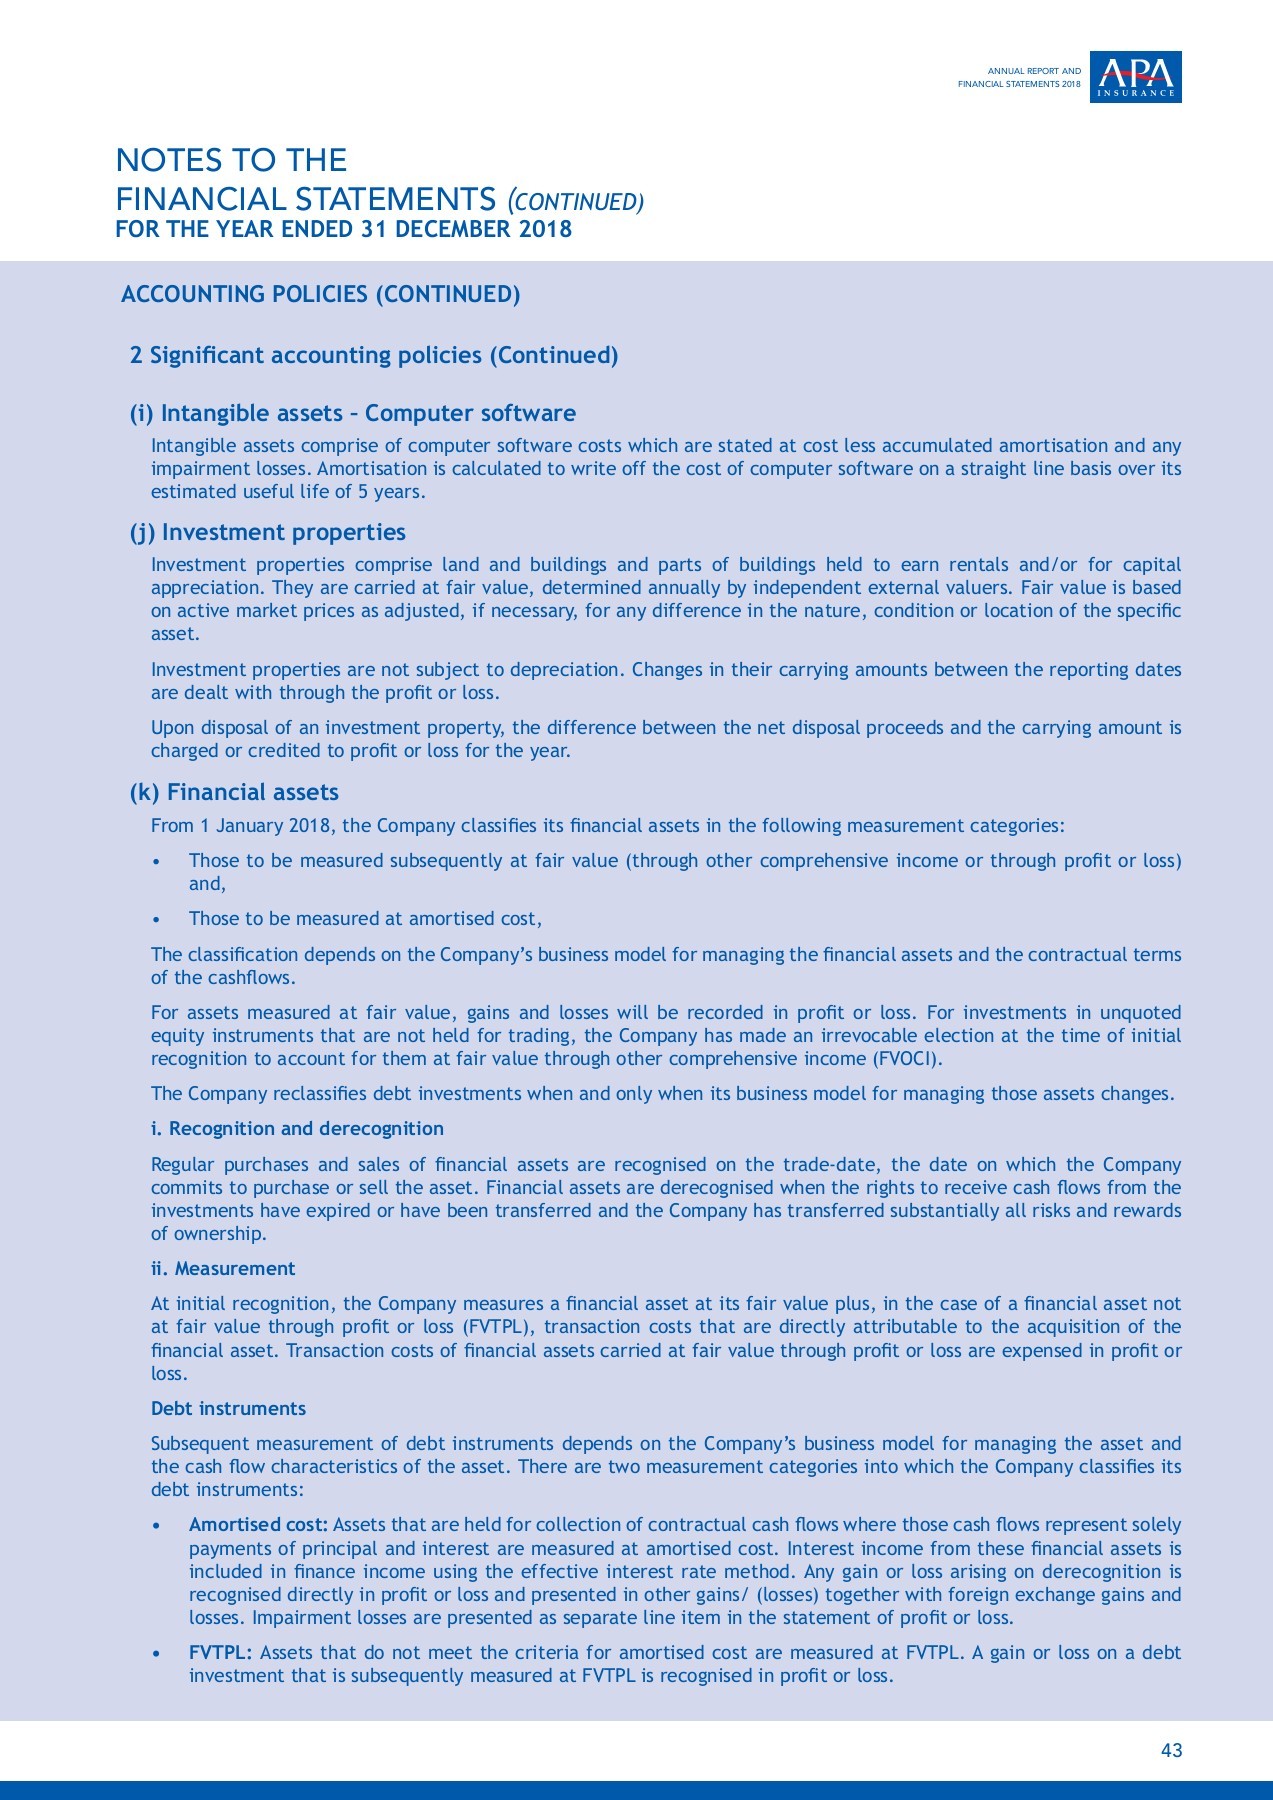 ANNUAL REPORT AND
FINANCIAL STATEMENTS 2018
APA
INSURANCE
NOTES TO THE
FINANCIAL STATEMENTS (CONTINUED)
FOR THE YEAR ENDED 31 DECEMBER 2018
ACCOUNTING POLICIES (CONTINUED)
2 Significant accounting policies (Continued)
(i) Intangible assets – Computer software
Intangible assets comprise of computer software costs which are stated at cost less accumulated amortisation and any
impairment losses. Amortisation is calculated to write off the cost of computer software on a straight line basis over its
estimated useful life of 5 years.
(j) Investment properties
Investment properties comprise land and buildings and parts of buildings held to earn rentals and/or for capital
appreciation. They are carried at fair value, determined annually by independent external valuers. Fair value is based
on active market prices as adjusted, if necessary, for any difference in the nature, condition or location of the specific
asset.
Investment properties are not subject to depreciation. Changes in their carrying amounts between the reporting dates
are dealt with through the profit or loss.
Upon disposal of an investment property, the difference between the net disposal proceeds and the carrying amount is
charged or credited to profit or loss for the year.
(k) Financial assets
From 1 January 2018, the Company classifies its financial assets in the following measurement categories:
• Those to be measured subsequently at fair value (through other comprehensive income or through profit or loss)
and,
• Those to be measured at amortised cost,
The classification depends on the Company’s business model for managing the financial assets and the contractual terms
of the cashflows.
For assets measured at fair value, gains and losses will be recorded in profit or loss. For investments in unquoted
equity instruments that are not held for trading, the Company has made an irrevocable election at the time of initial
recognition to account for them at fair value through other comprehensive income (FVOCI).
The Company reclassifies debt investments when and only when its business model for managing those assets changes.
i. Recognition and derecognition
Regular purchases and sales of financial assets are recognised on the trade-date, the date on which the Company
commits to purchase or sell the asset. Financial assets are derecognised when the rights to receive cash flows from the
investments have expired or have been transferred and the Company has transferred substantially all risks and rewards
of ownership.
ii. Measurement
At initial recognition, the Company measures a financial asset at its fair value plus, in the case of a financial asset not
at fair value through profit or loss (FVTPL), transaction costs that are directly attributable to the acquisition of the
financial asset. Transaction costs of financial assets carried at fair value through profit or loss are expensed in profit or
loss.
Debt instruments
Subsequent measurement of debt instruments depends on the Company’s business model for managing the asset and
the cash flow characteristics of the asset. There are two measurement categories into which the Company classifies its
debt instruments:
• Amortised cost: Assets that are held for collection of contractual cash flows where those cash flows represent solely
payments of principal and interest are measured at amortised cost. Interest income from these financial assets is
included in finance income using the effective interest rate method. Any gain or loss arising on derecognition is
recognised directly in profit or loss and presented in other gains/ (losses) together with foreign exchange gains and
losses. Impairment losses are presented as separate line item in the statement of profit or loss.
• FVTPL: Assets that do not meet the criteria for amortised cost are measured at FVTPL. A gain or loss on a debt
investment that is subsequently measured at FVTPL is recognised in profit or loss.
43